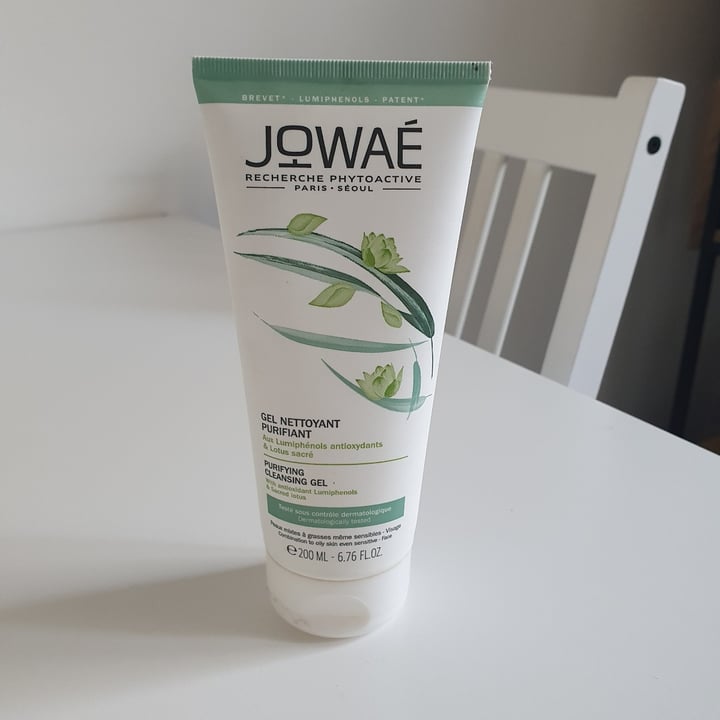 BREVET* - LUMIPHENOLS - PATENT*
JOWAÉ
RECHERCHE PHYTOACTIVE
PARIS • SÉOUL
GEL NETTOYANT
PURIFIANT
Aux Lumiphénols antioxydants
& Lotus sacré
PURIFYING
CLEANSING GEL
With antioxidant Lumiphenols
& Sacred lotus
Testé sous contrôle dermatologique
Dermatologically tested
Peaux mixtes à grasses même sensibles - Visage
Combination to oily skin even sensitive - Face
℮ 200 ML - 6.76 FL.OZ.